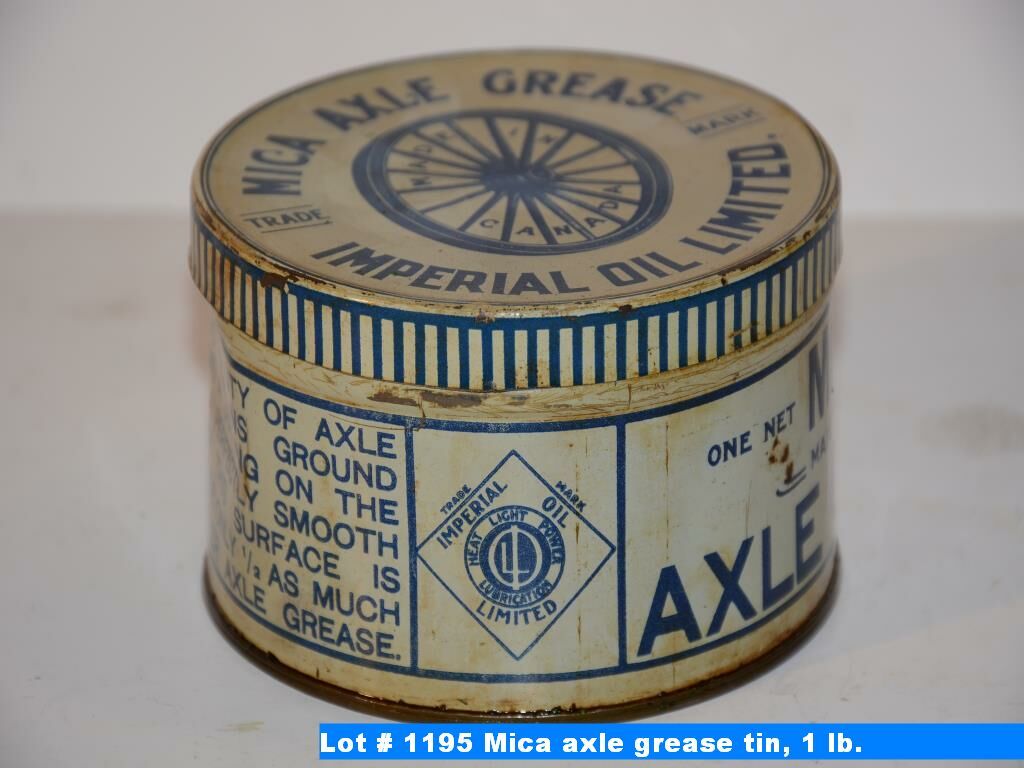 MICA AXLE GREASE
TRADE MARK
MADE IN
CANADA
IMPERIAL OIL LIMITED.
TY OF AXLE
GROUND
ON THE
SMOOTH
SURFACE IS
1/2 AS MUCH
AXLE GREASE.
TRADE MARK
IMPERIAL OIL
HEAT LIGHT POWER
LUBRICATION
LIMITED
ONE NET
M
MA
AXLE
Lot # 1195 Mica axle grease tin, 1 lb.